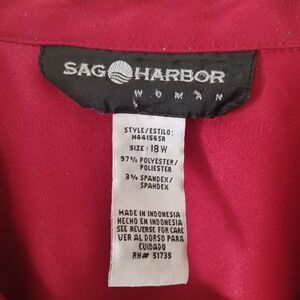 SAG HARBOR
WOMAN
STYLE/ESTILO:
H44156SR
SIZE: 18W
97% POLYESTER/
POLIESTER
3% SPANDEX/
SPANDEX
MADE IN INDONESIA
HECHO EN INDONESIA
SEE REVERSE FOR CARE
VER AL DORSO PARA
CUIDADO
RN# 51735